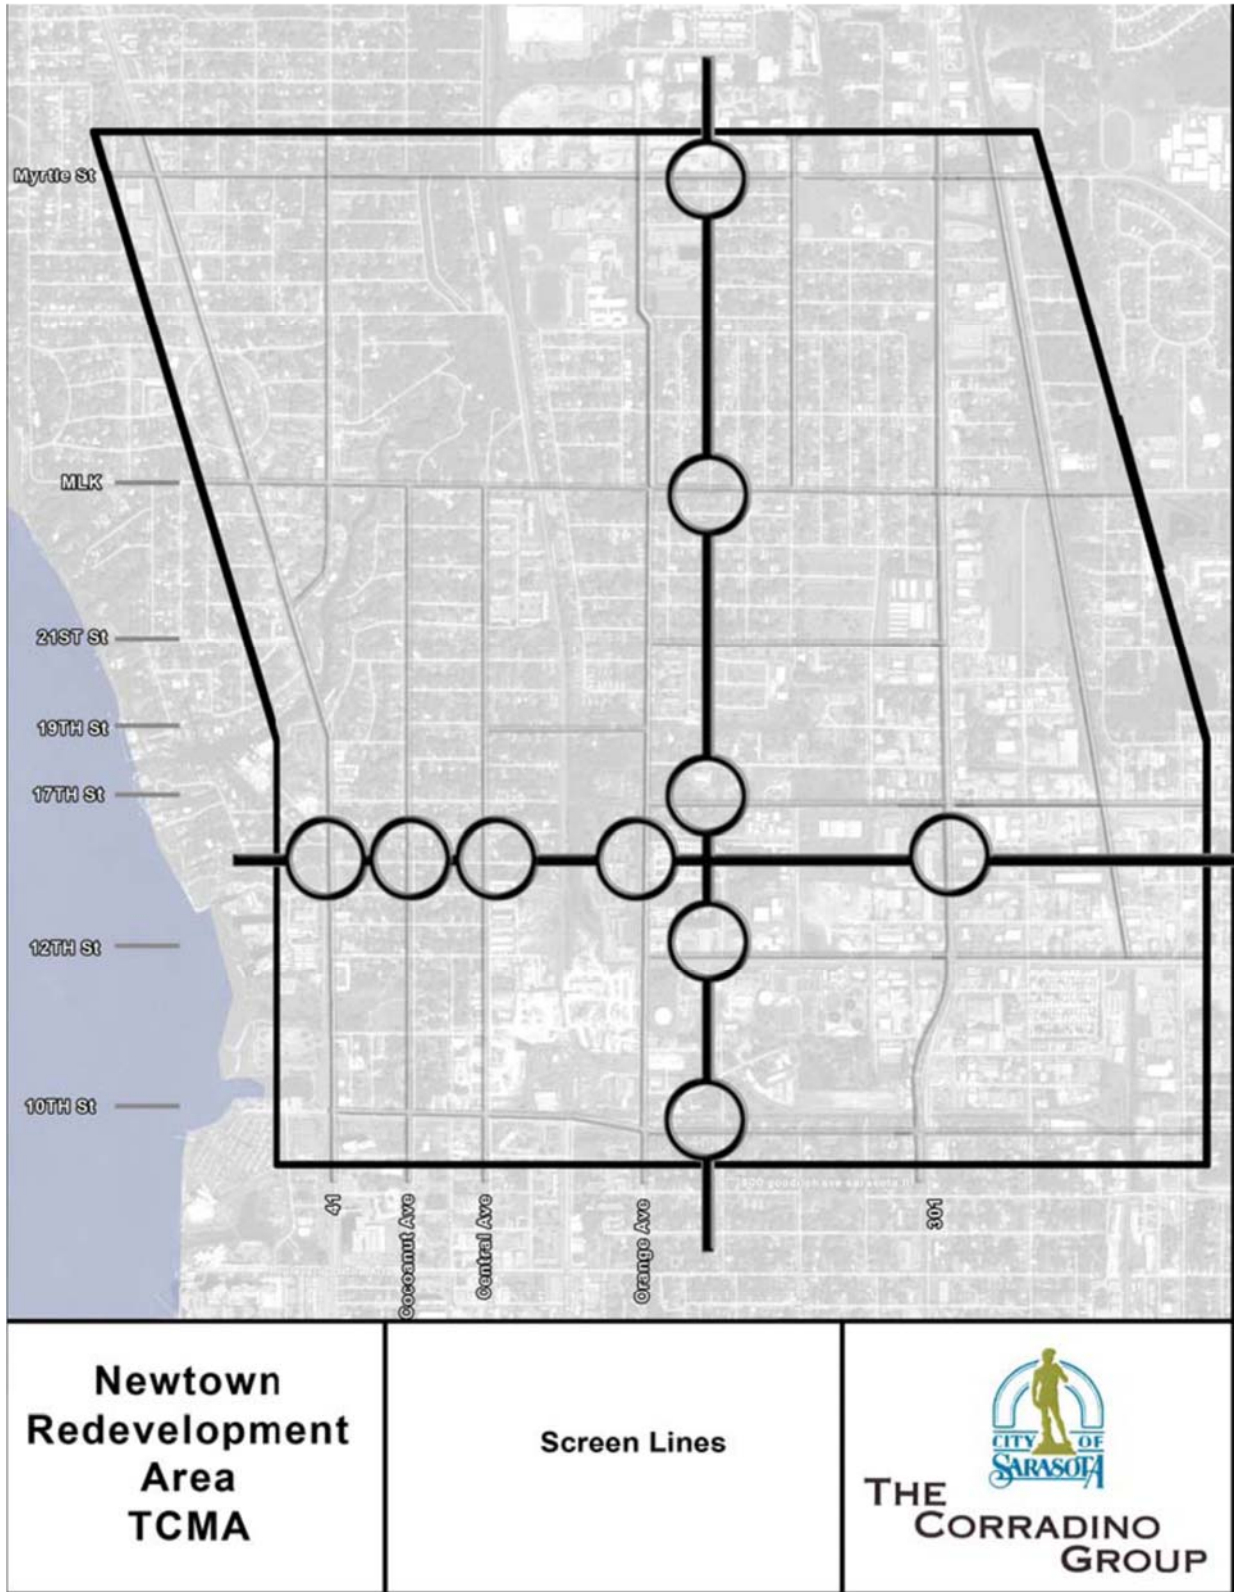 Myrtle St
MLK
21ST St
19TH St
17TH St
12TH St
10TH St
41
Cocoanut Ave
Central Ave
Orange Ave
301
Newtown
Redevelopment
Area
TCMA
Screen Lines
CITY OF
SARASOTA
THE
CORRADINO
GROUP